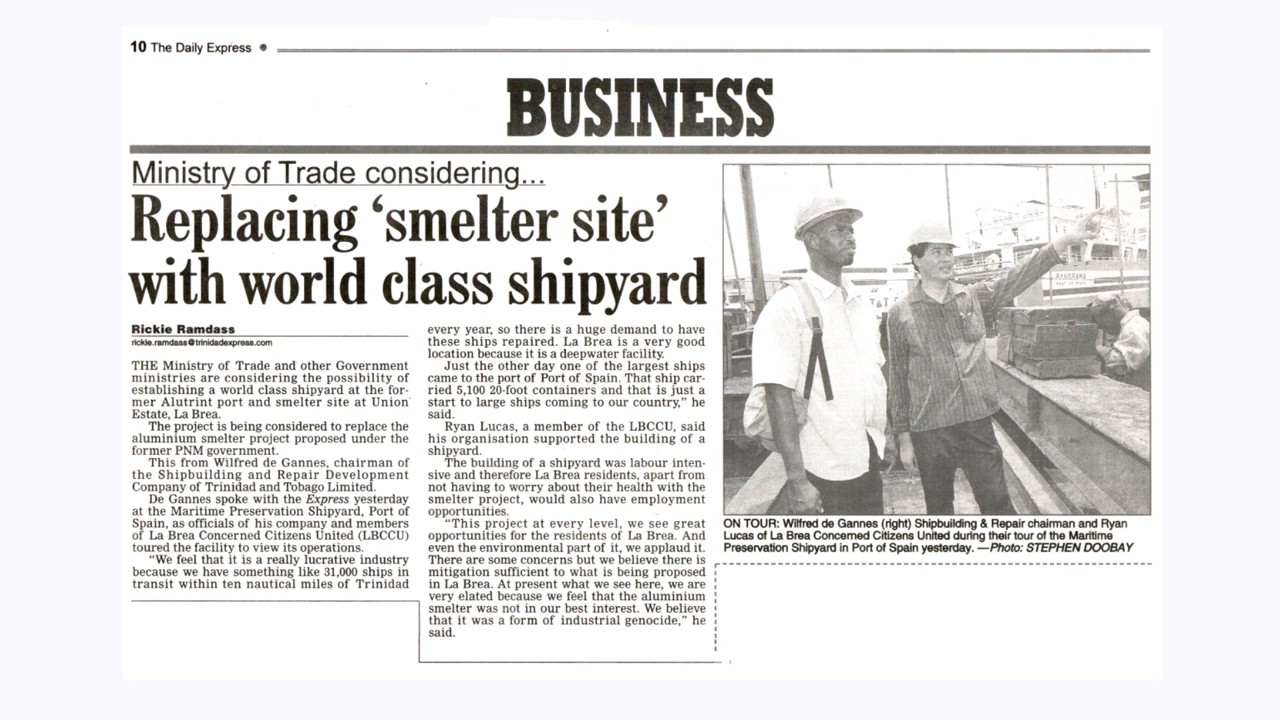 10 The Daily Express •
BUSINESS
Ministry of Trade considering...
Replacing ‘smelter site’
with world class shipyard
Rickie Ramdass
rickie.ramdass@trinidadexpress.com
THE Ministry of Trade and other Government
ministries are considering the possibility of
establishing a world class shipyard at the for-
mer Alutrint port and smelter site at Union
Estate, La Brea.
The project is being considered to replace the
aluminium smelter project proposed under the
former PNM government.
This from Wilfred de Gannes, chairman of
the Shipbuilding and Repair Development
Company of Trinidad and Tobago Limited.
De Gannes spoke with the Express yesterday
at the Maritime Preservation Shipyard, Port of
Spain, as officials of his company and members
of La Brea Concerned Citizens United (LBCCU)
toured the facility to view its operations.
“We feel that it is a really lucrative industry
because we have something like 31,000 ships in
transit within ten nautical miles of Trinidad
every year, so there is a huge demand to have
these ships repaired. La Brea is a very good
location because it is a deepwater facility.
Just the other day one of the largest ships
came to the port of Port of Spain. That ship car-
ried 5,100 20-foot containers and that is just a
start to large ships coming to our country,” he
said.
Ryan Lucas, a member of the LBCCU, said
his organisation supported the building of a
shipyard.
The building of a shipyard was labour inten-
sive and therefore La Brea residents, apart from
not having to worry about their health with the
smelter project, would also have employment
opportunities.
“This project at every level, we see great
opportunities for the residents of La Brea. And
even the environmental part of it, we applaud it.
There are some concerns but we believe there is
mitigation sufficient to what is being proposed
in La Brea. At present what we see here, we are
very elated because we feel that the aluminium
smelter was not in our best interest. We believe
that it was a form of industrial genocide,” he
said.
ON TOUR: Wilfred de Gannes (right) Shipbuilding & Repair chairman and Ryan
Lucas of La Brea Concerned Citizens United during their tour of the Maritime
Preservation Shipyard in Port of Spain yesterday. —Photo: STEPHEN DOOBAY